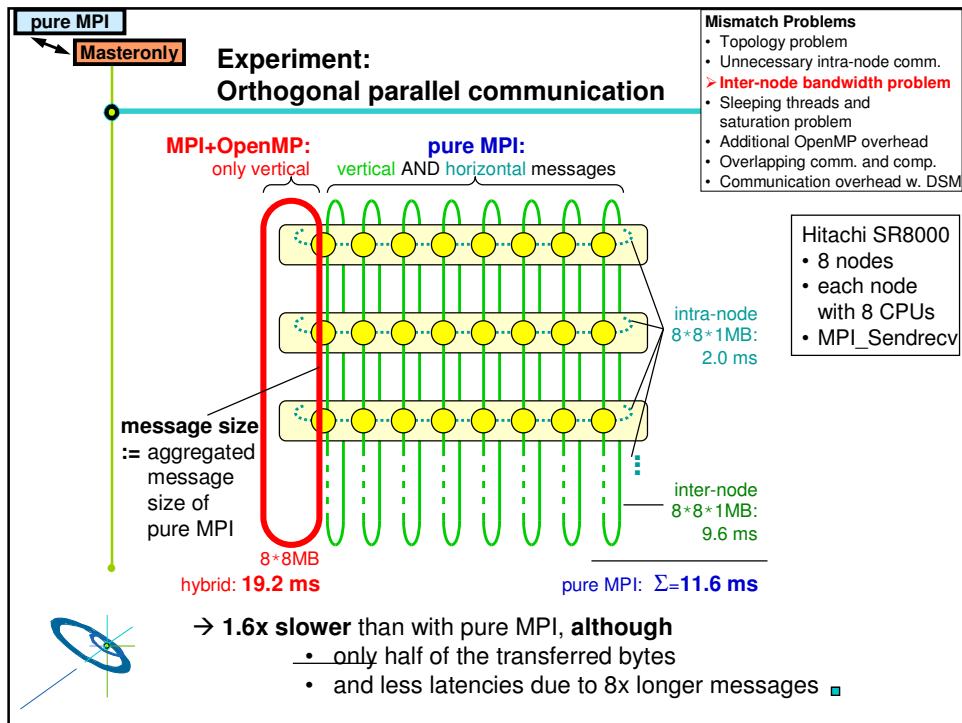 pure MPI
Masteronly
Experiment:
Orthogonal parallel communication
Mismatch Problems
• Topology problem
• Unnecessary intra-node comm.
➢ Inter-node bandwidth problem
• Sleeping threads and
saturation problem
• Additional OpenMP overhead
• Overlapping comm. and comp.
• Communication overhead w. DSM
MPI+OpenMP:
only vertical
pure MPI:
vertical AND horizontal messages
Hitachi SR8000
• 8 nodes
• each node
with 8 CPUs
• MPI_Sendrecv
intra-node
8*8*1MB:
2.0 ms
message size
:= aggregated
message
size of
pure MPI
inter-node
8*8*1MB:
9.6 ms
8*8MB
hybrid: 19.2 ms
pure MPI: Σ=11.6 ms
→ 1.6x slower than with pure MPI, although
• only half of the transferred bytes
• and less latencies due to 8x longer messages